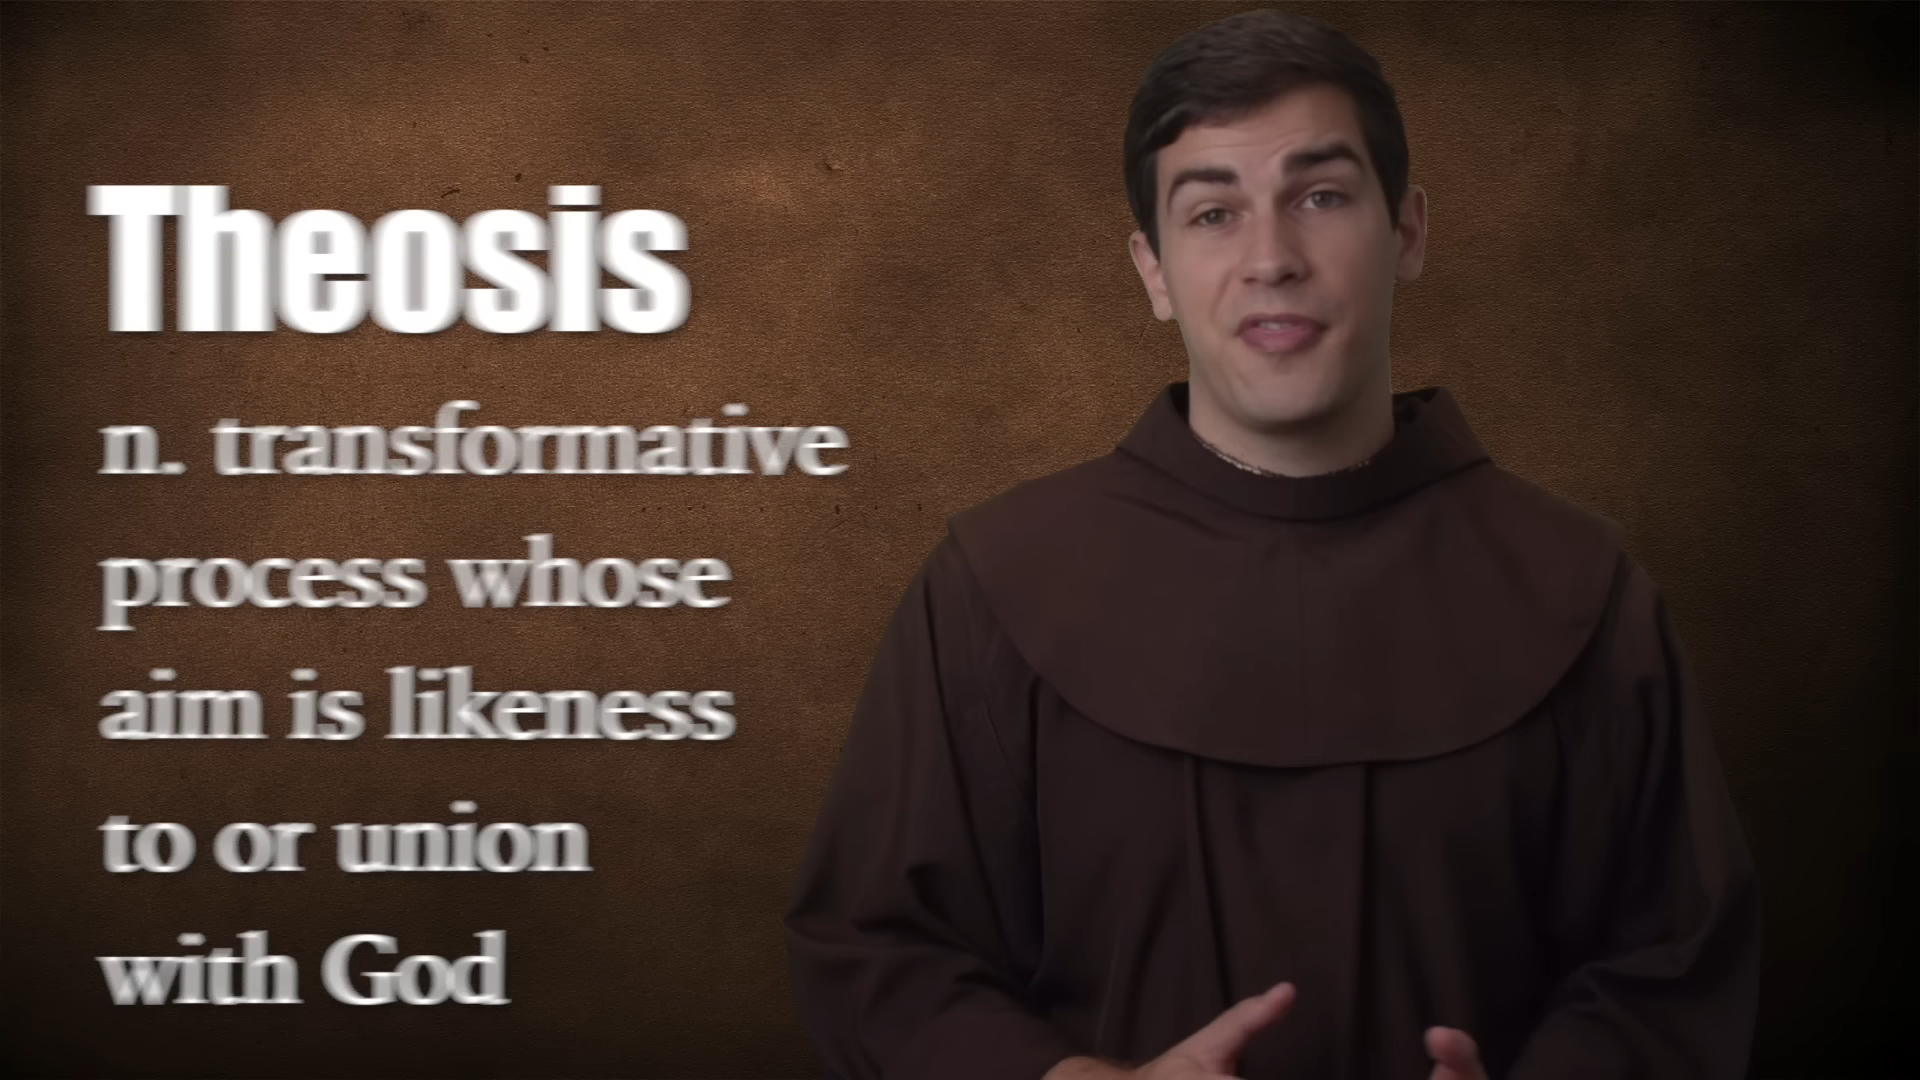 Theosis
n. transformative
process whose
aim is likeness
to or union
with God